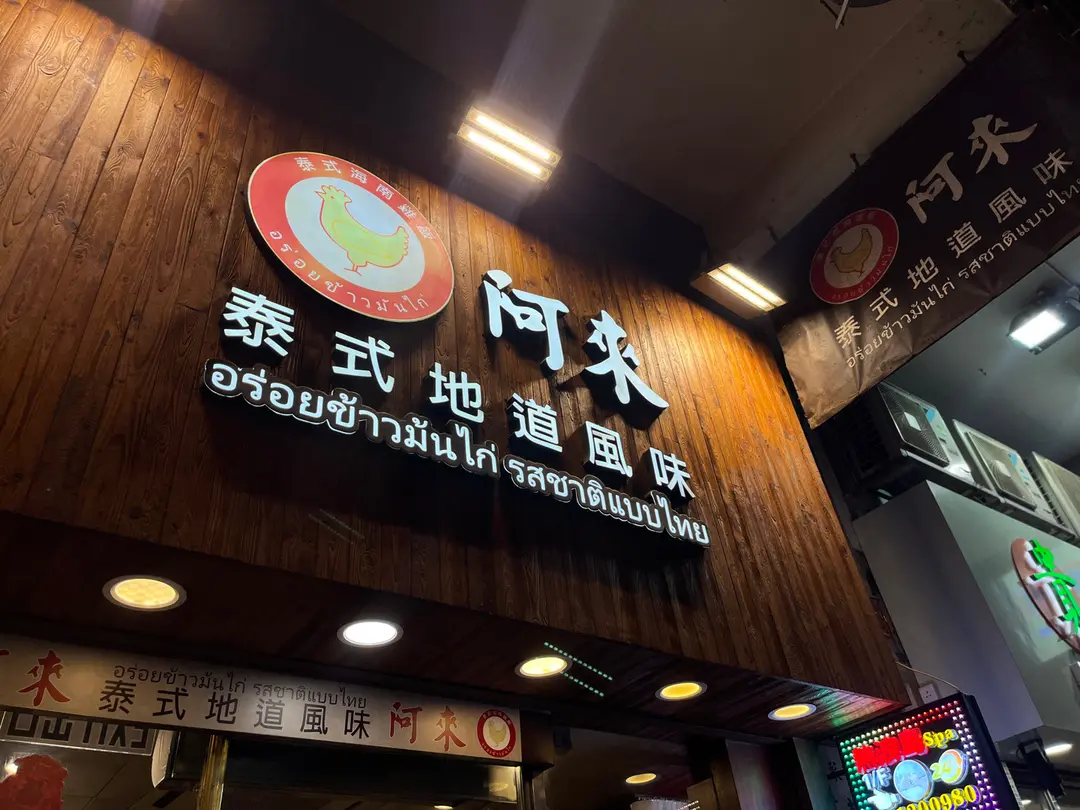 泰式海南雞飯
อร่อยข้าวมันไก่
阿來
泰式地道風味
อร่อยข้าวมันไก่ รสชาติแบบไทย
阿來
泰式地道風味
อร่อยข้าวมันไก่ รสชาติแบบไทย
來
อร่อยข้าวมันไก่ รสชาติแบบไทย
泰式地道風味
阿來
Spa
1/F
24
200980